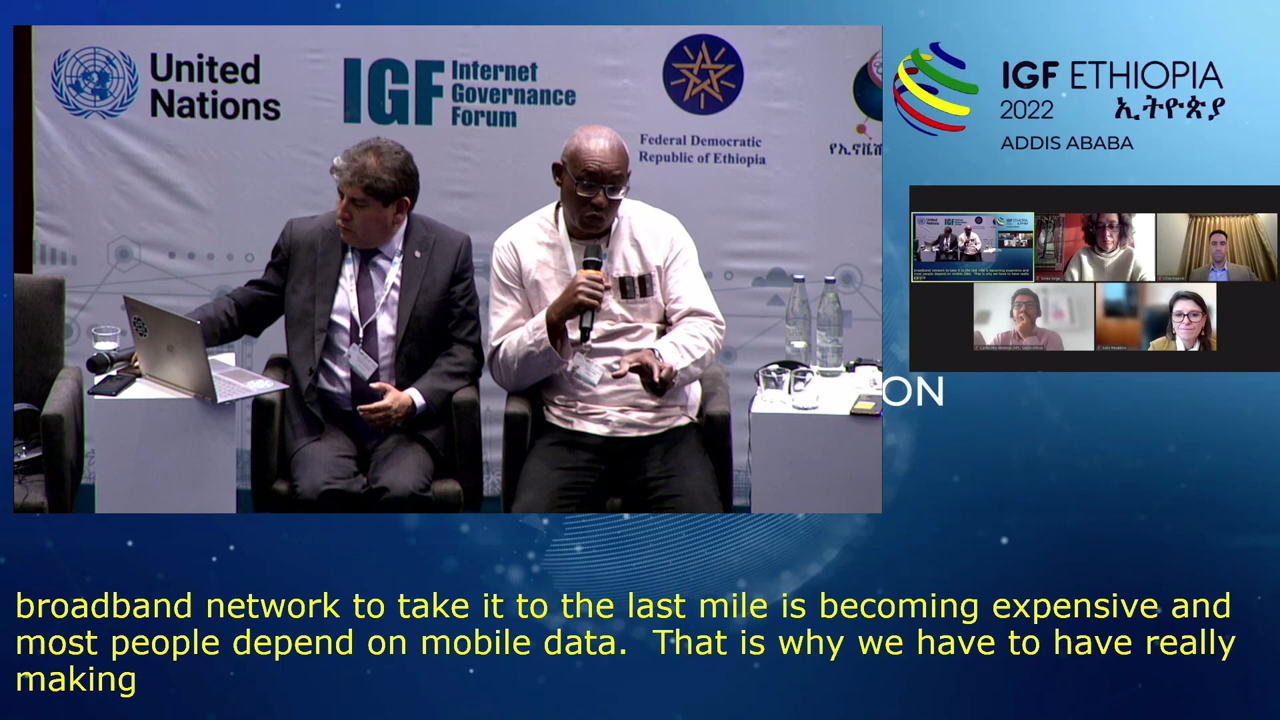 United
Nations
IGF
Internet
Governance
Forum
Federal Democratic
Republic of Ethiopia
IGF ETHIOPIA
2022 ኢትዮጵያ
ADDIS ABABA
ON
broadband network to take it to the last mile is becoming expensive and
most people depend on mobile data. That is why we have to have really
making